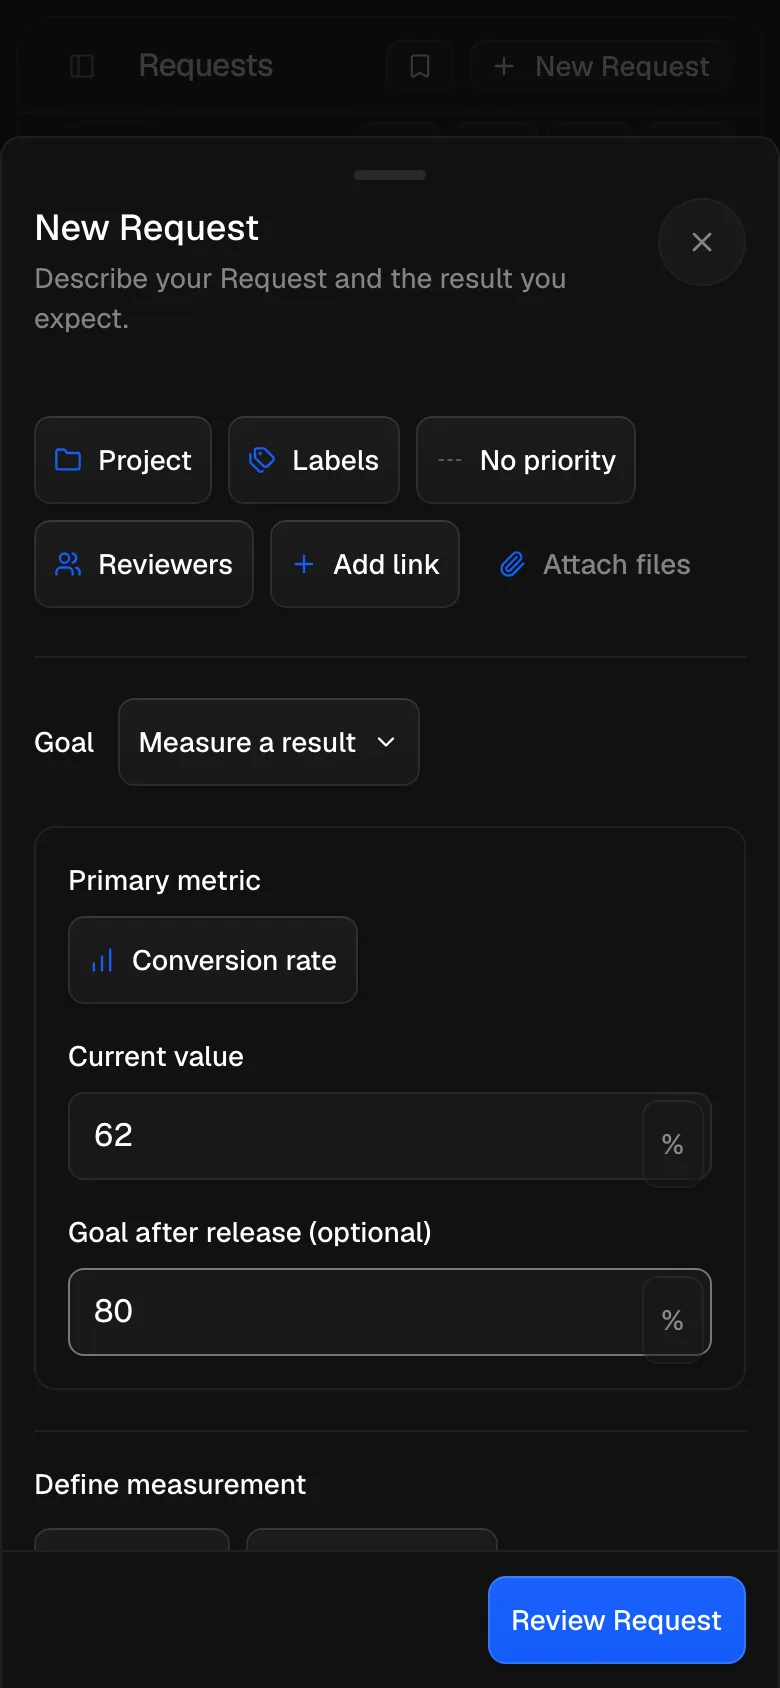 Requests
New Request
New Request
Describe your Request and the result you
expect.
Project
Labels
No priority
Reviewers
Add link
Attach files
Goal
Measure a result
Primary metric
Conversion rate
Current value
62
%
Goal after release (optional)
80
%
Define measurement
Review Request